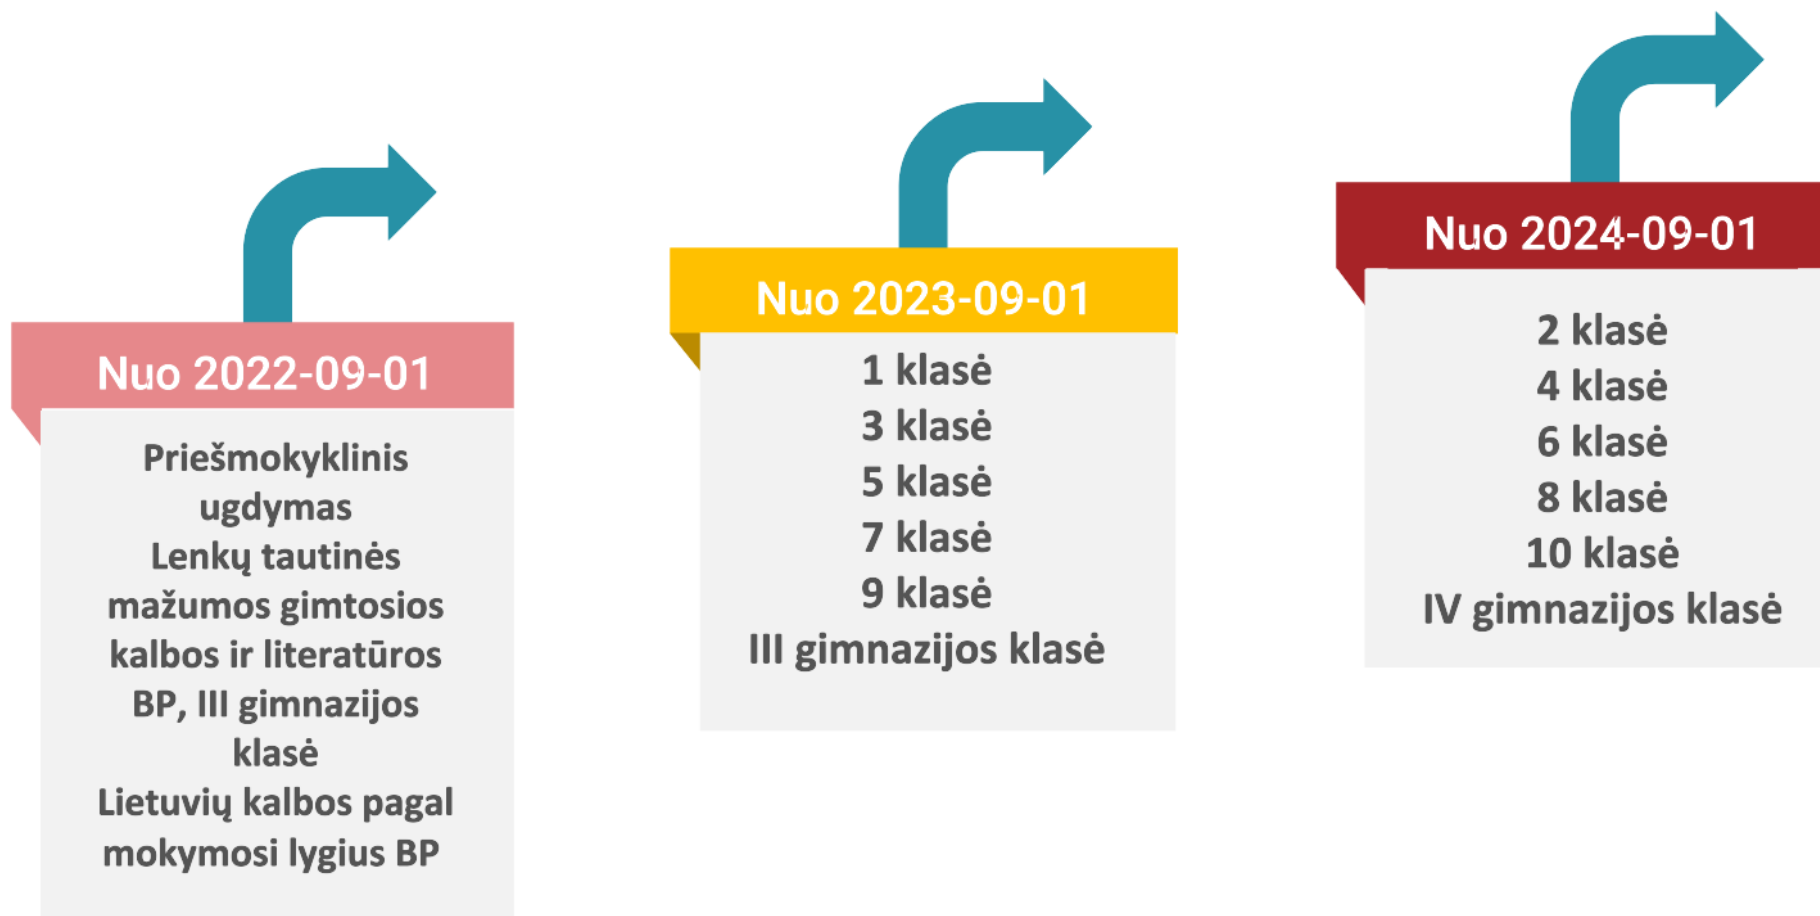 Nuo 2022-09-01
Priešmokyklinis
ugdymas
Lenkų tautinės
mažumos gimtosios
kalbos ir literatūros
BP, III gimnazijos
klasė
Lietuvių kalbos pagal
mokymosi lygius BP
Nuo 2023-09-01
1 klasė
3 klasė
5 klasė
7 klasė
9 klasė
III gimnazijos klasė
Nuo 2024-09-01
2 klasė
4 klasė
6 klasė
8 klasė
10 klasė
IV gimnazijos klasė